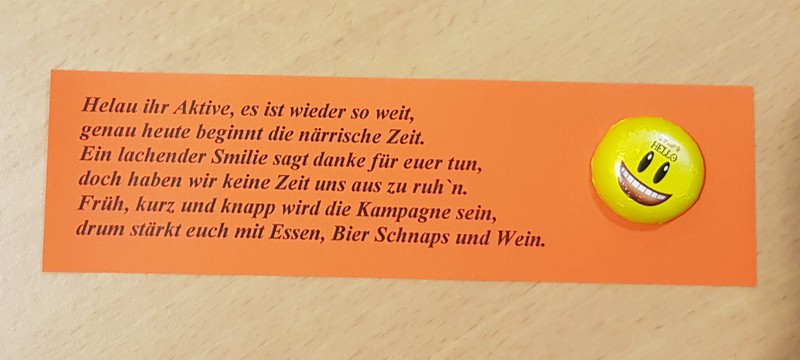 Helau ihr Aktive, es ist wieder so weit,
genau heute beginnt die närrische Zeit.
Ein lachender Smilie sagt danke für euer tun,
doch haben wir keine Zeit uns aus zu ruh`n.
Früh, kurz und knapp wird die Kampagne sein,
drum stärkt euch mit Essen, Bier Schnaps und Wein.
HELLO